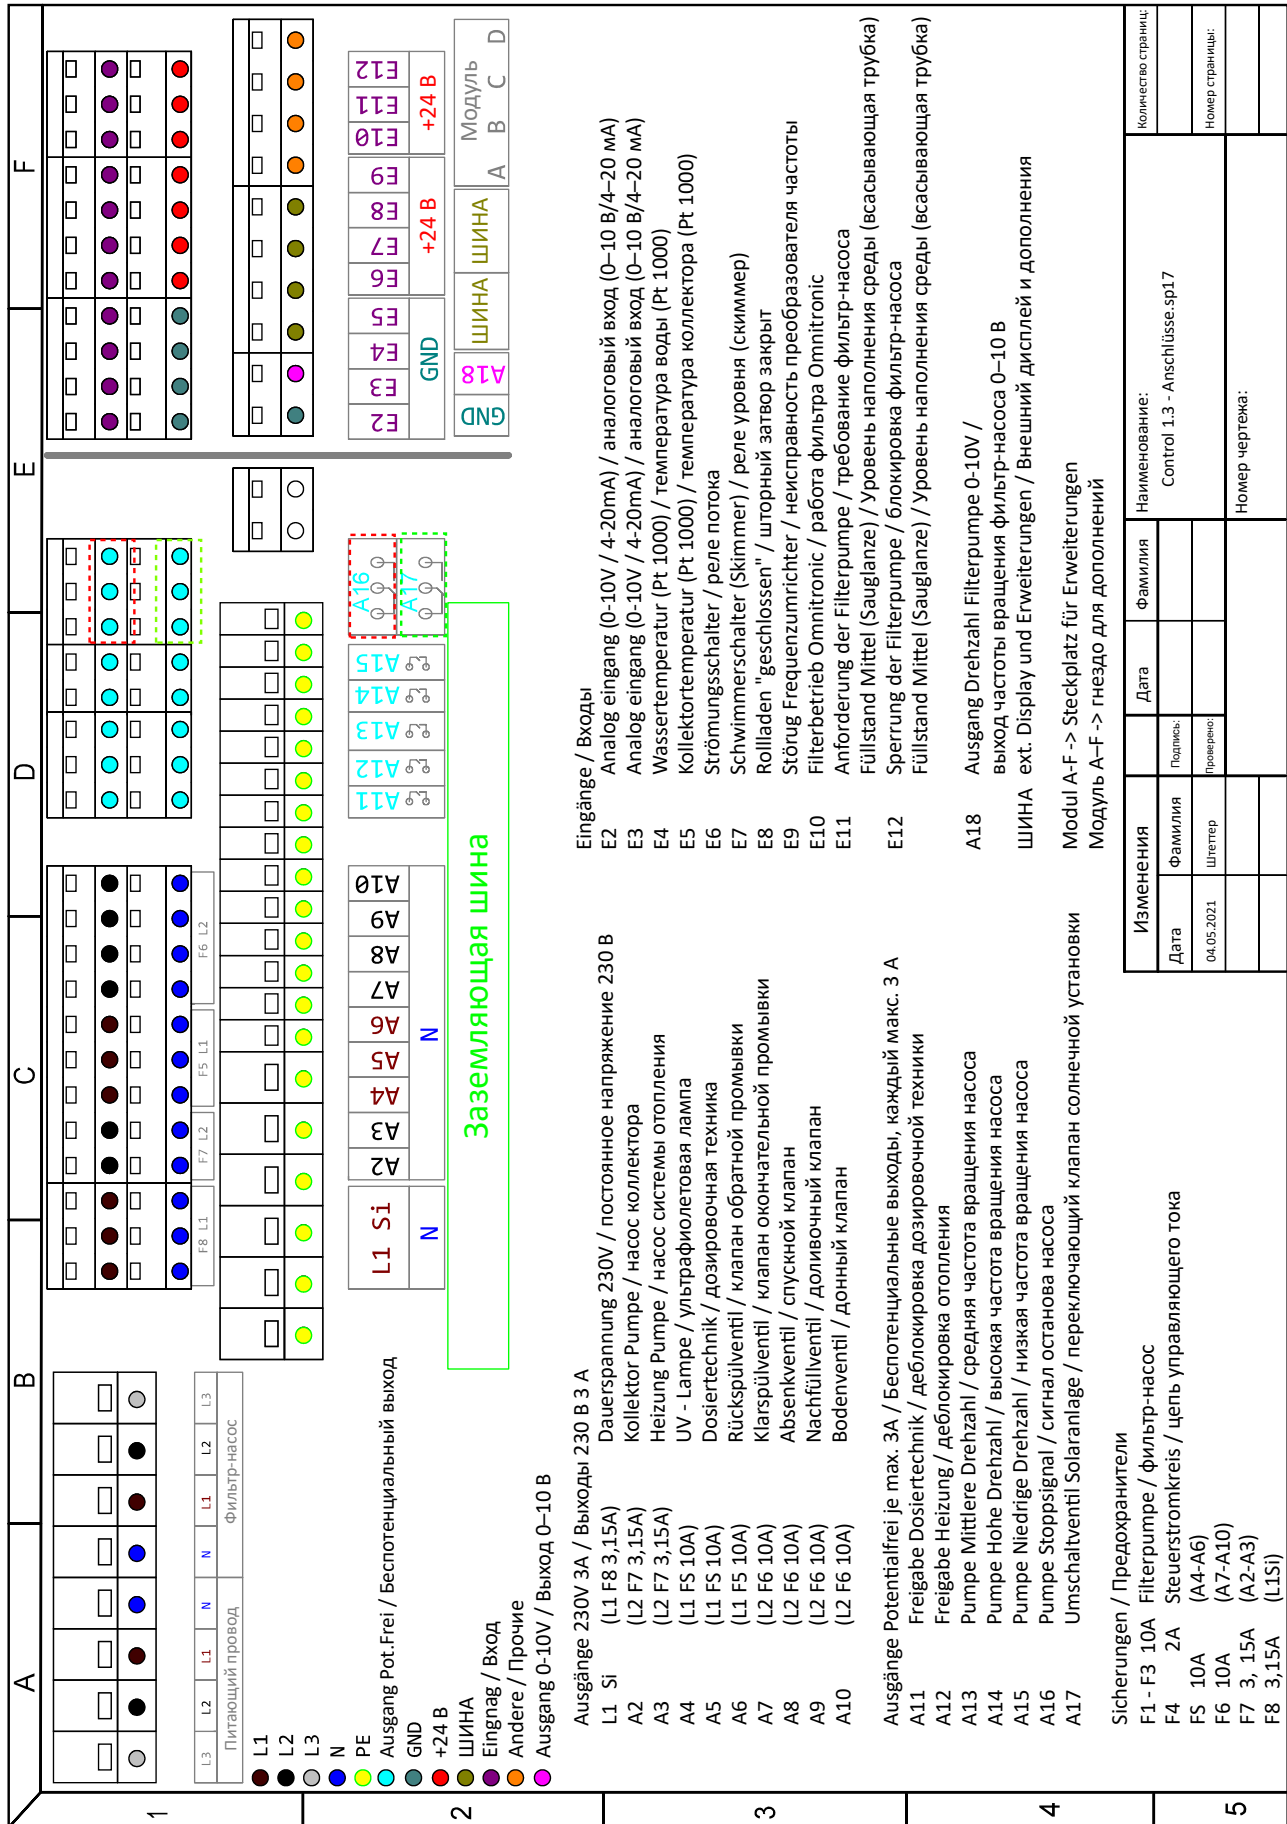 A
B
C
D
E
F
1
2
3
4
5
L3
L2
L1
N
N
L1
L2
L3
Питающий провод
Фильтр-насос
F8 L1
F7 L2
F5 L1
F6 L2
L1 Si
A2
A3
A4
A5
A6
A7
A8
A9
A10
N
N
A11
A12
A13
A14
A15
A16
A17
Заземляющая шина
E2
E3
E4
E5
E6
E7
E8
E9
E10
E11
E12
GND
+24 В
+24 В
GND
A18
ШИНА
ШИНА
Модуль
A B C D
L1
L2
L3
N
PE
Ausgang Pot.Frei / Беспотенциальный выход
GND
+24 В
ШИНА
Eingnag / Вход
Andere / Прочие
Ausgang 0-10V / Выход 0–10 В
Ausgänge 230V 3A / Выходы 230 В 3 А
L1 Si (L1 F8 3,15A) Dauerspannung 230V / постоянное напряжение 230 В
A2 (L2 F7 3,15A) Kollektor Pumpe / насос коллектора
A3 (L2 F7 3,15A) Heizung Pumpe / насос системы отопления
A4 (L1 FS 10A) UV - Lampe / ультрафиолетовая лампа
A5 (L1 FS 10A) Dosiertechnik / дозировочная техника
A6 (L1 F5 10A) Rückspülventil / клапан обратной промывки
A7 (L2 F6 10A) Klarspülventil / клапан окончательной промывки
A8 (L2 F6 10A) Absenkventil / спускной клапан
A9 (L2 F6 10A) Nachfüllventil / доливочный клапан
A10 (L2 F6 10A) Bodenventil / донный клапан
Ausgänge Potentialfrei je max. 3A / Беспотенциальные выходы, каждый макс. 3 А
A11 Freigabe Dosiertechnik / деблокировка дозировочной техники
A12 Freigabe Heizung / деблокировка отопления
A13 Pumpe Mittlere Drehzahl / средняя частота вращения насоса
A14 Pumpe Hohe Drehzahl / высокая частота вращения насоса
A15 Pumpe Niedrige Drehzahl / низкая частота вращения насоса
A16 Pumpe Stoppsignal / сигнал останова насоса
A17 Umschaltventil Solaranlage / переключающий клапан солнечной установки
Sicherungen / Предохранители
F1 - F3 10A Filterpumpe / фильтр-насос
F4 2A Steuerstromkreis / цепь управляющего тока
FS 10A (A4-A6)
F6 10A (A7-A10)
F7 3, 15A (A2-A3)
F8 3,15A (L1Si)
Eingänge / Входы
E2 Analog eingang (0-10V / 4-20mA) / аналоговый вход (0–10 В/4–20 мА)
E3 Analog eingang (0-10V / 4-20mA) / аналоговый вход (0–10 В/4–20 мА)
E4 Wassertemperatur (Pt 1000) / температура воды (Pt 1000)
E5 Kollektortemperatur (Pt 1000) / температура коллектора (Pt 1000)
E6 Strömungsschalter / реле потока
E7 Schwimmerschalter (Skimmer) / реле уровня (скиммер)
E8 Rollladen "geschlossen" / шторный затвор закрыт
E9 Störug Frequenzumrichter / неисправность преобразователя частоты
E10 Filterbetrieb Omnitronic / работа фильтра Omnitronic
E11 Anforderung der Filterpumpe / требование фильтр-насоса
Füllstand Mittel (Sauglanze) / Уровень наполнения среды (всасывающая трубка)
E12 Sperrung der Filterpumpe / блокировка фильтр-насоса
Füllstand Mittel (Sauglanze) / Уровень наполнения среды (всасывающая трубка)
A18 Ausgang Drehzahl Filterpumpe 0-10V /
выход частоты вращения фильтр-насоса 0–10 В
ШИНА ext. Display und Erweiterungen / Внешний дисплей и дополнения
Modul A-F -> Steckplatz für Erweiterungen
Модуль A–F -> гнездо для дополнений
Изменения
Дата
Фамилия
04.05.2021
Штеттер
Дата
Фамилия
Подпись:
Проверено:
Наименование:
Control 1.3 - Anschlüsse.sp17
Номер чертежа:
Количество страниц:
Номер страницы: